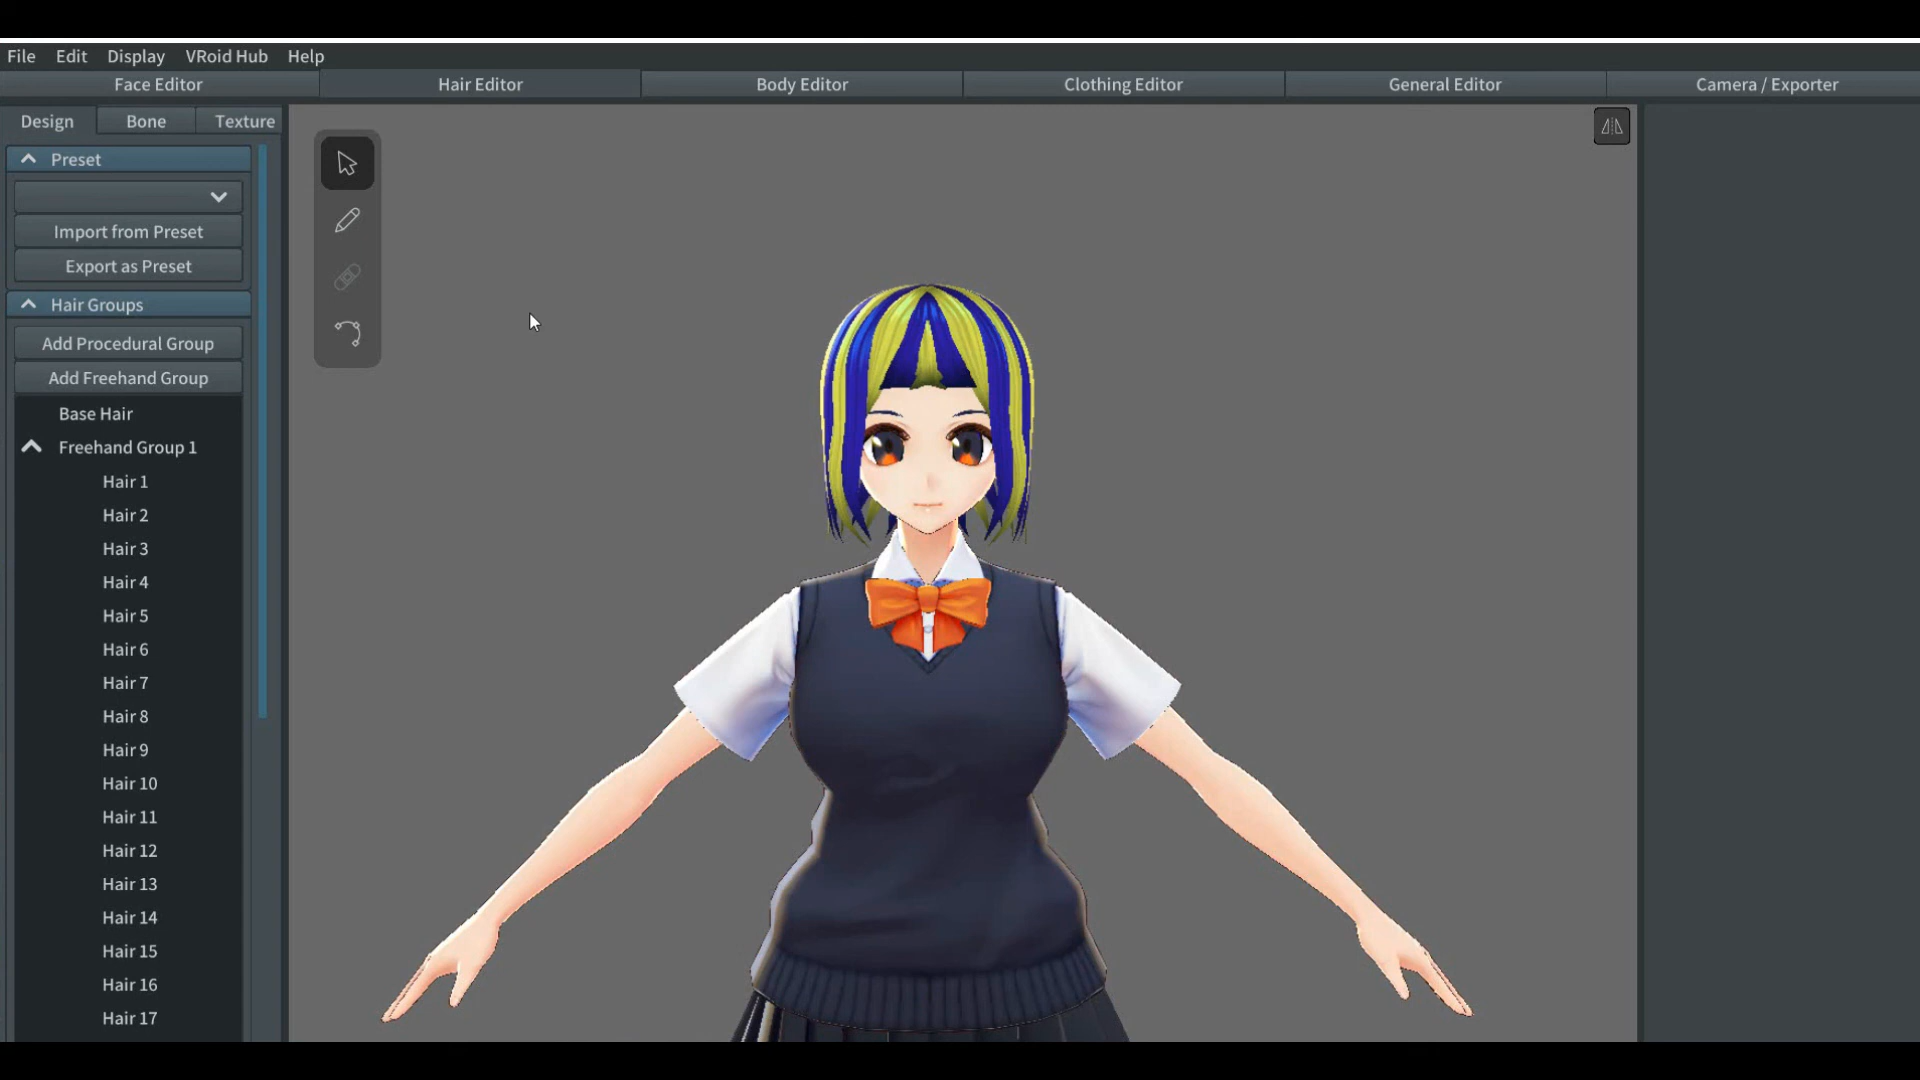 File Edit Display VRoid Hub Help
Face Editor Hair Editor Body Editor Clothing Editor General Editor Camera / Exporter
Design Bone Texture
Preset
Import from Preset
Export as Preset
Hair Groups
Add Procedural Group
Add Freehand Group
Base Hair
Freehand Group 1
Hair 1
Hair 2
Hair 3
Hair 4
Hair 5
Hair 6
Hair 7
Hair 8
Hair 9
Hair 10
Hair 11
Hair 12
Hair 13
Hair 14
Hair 15
Hair 16
Hair 17